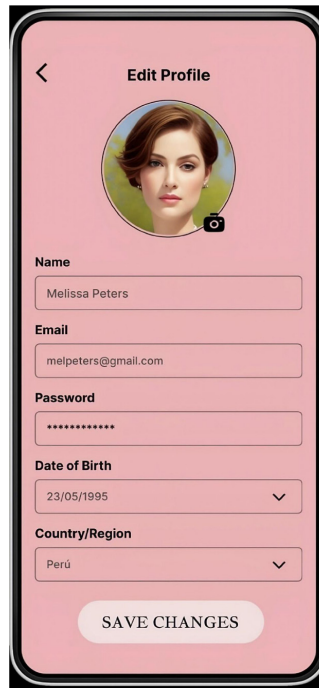 Edit Profile
Name
Melissa Peters
Email
melpeters@gmail.com
Password
************
Date of Birth
23/05/1995
Country/Region
Perú
SAVE CHANGES